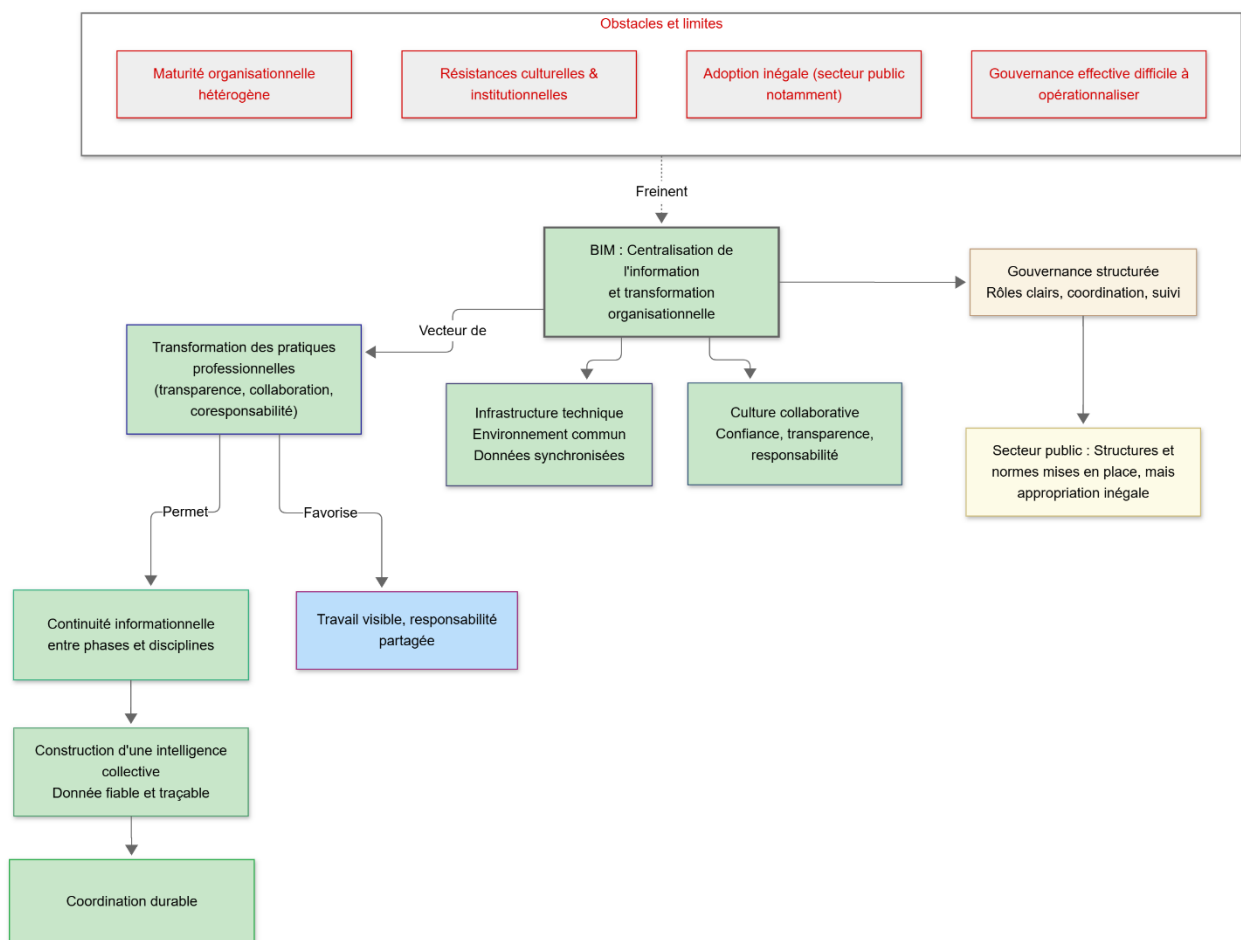 Obstacles et limites
Maturité organisationnelle
hétérogène
Résistances culturelles &
institutionnelles
Adoption inégale (secteur public
notamment)
Gouvernance effective difficile à
opérationnaliser
Freinent
BIM : Centralisation de
l'information
et transformation
organisationnelle
Gouvernance structurée
Rôles clairs, coordination, suivi
Vecteur de
Transformation des pratiques
professionnelles
(transparence, collaboration,
coresponsabilité)
Infrastructure technique
Environnement commun
Données synchronisées
Culture collaborative
Confiance, transparence,
responsabilité
Secteur public : Structures et
normes mises en place, mais
appropriation inégale
Permet
Favorise
Continuité informationnelle
entre phases et disciplines
Travail visible, responsabilité
partagée
Construction d'une intelligence
collective
Donnée fiable et traçable
Coordination durable